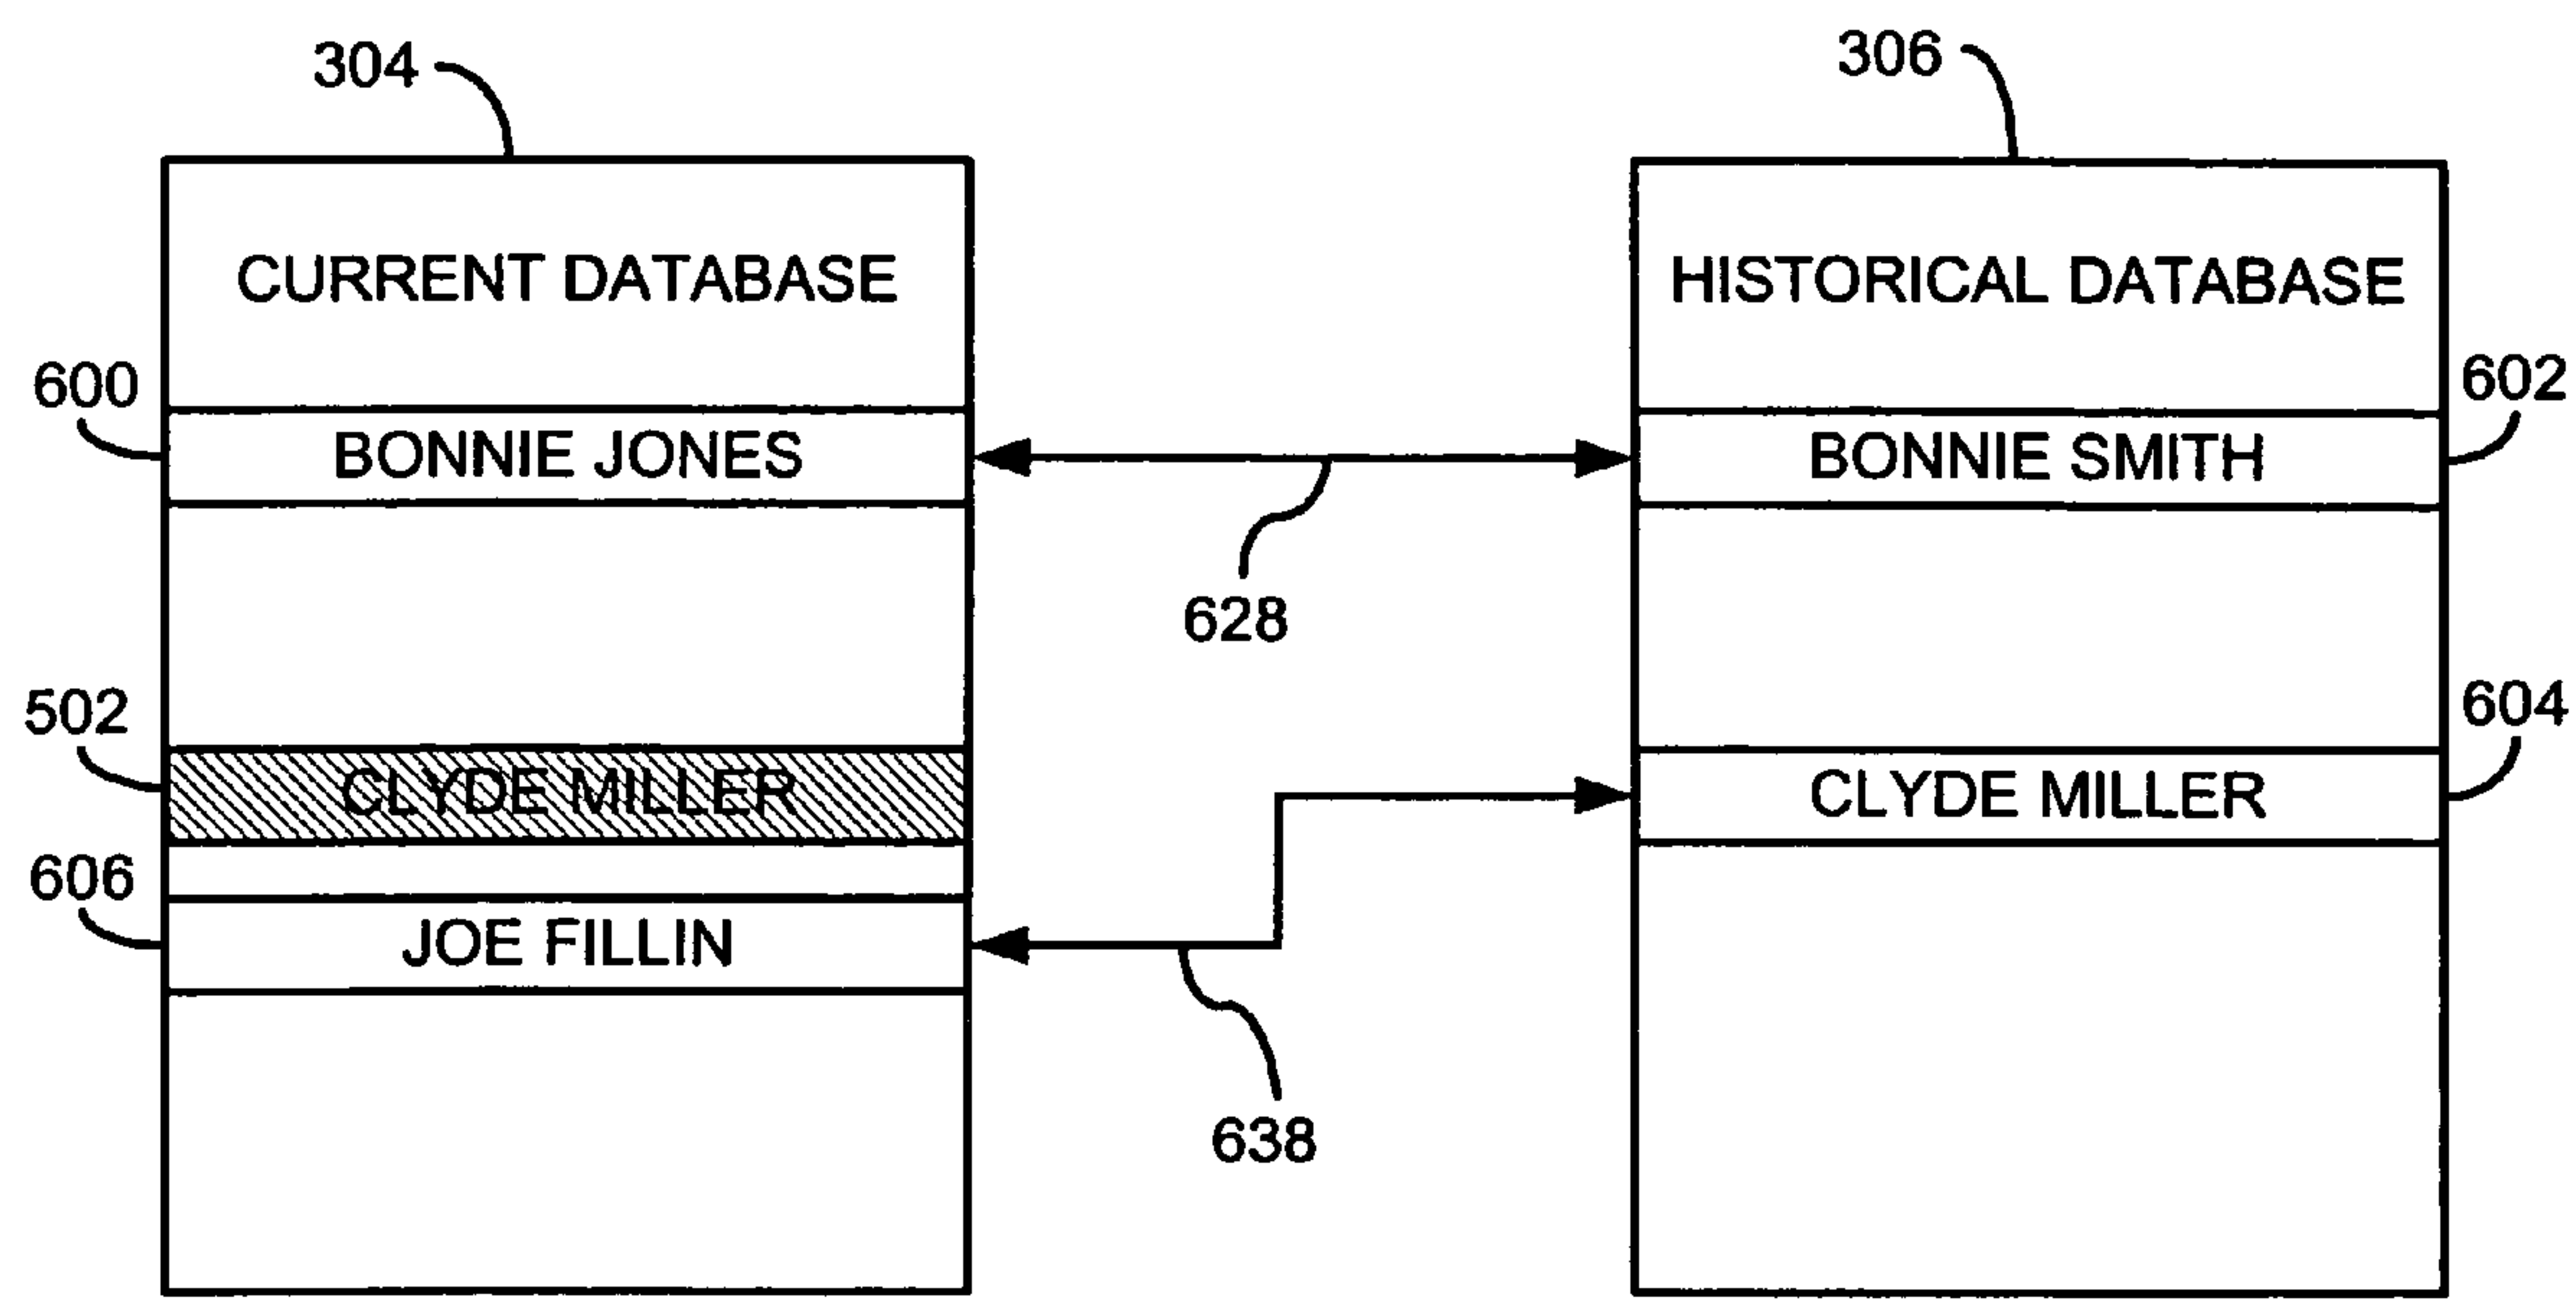 304
306
CURRENT DATABASE
HISTORICAL DATABASE
600
602
BONNIE JONES
BONNIE SMITH
628
502
604
CLYDE MILLER
CLYDE MILLER
606
JOE FILLIN
638